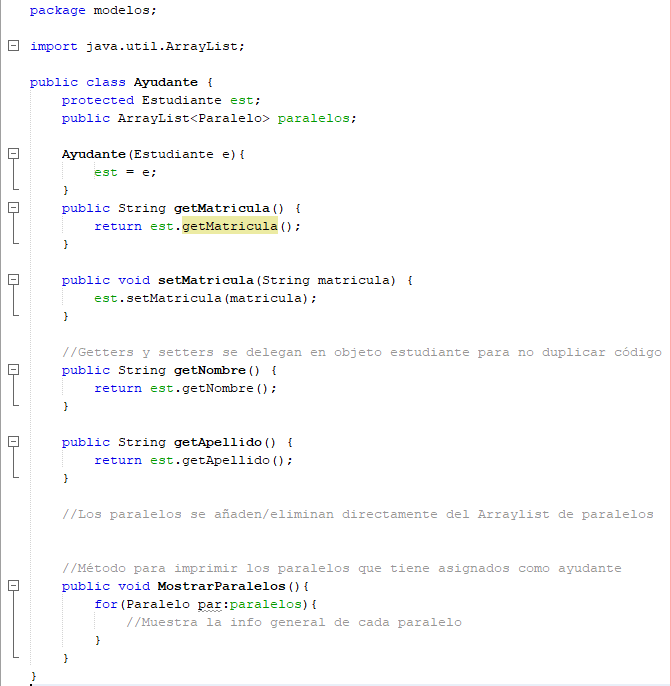 package modelos;
import java.util.ArrayList;
public class Ayudante {
    protected Estudiante est;
    public ArrayList<Paralelo> paralelos;
    Ayudante(Estudiante e){
        est = e;
    }
    public String getMatricula() {
        return est.getMatricula();
    }
    public void setMatricula(String matricula) {
        est.setMatricula(matricula);
    }
    //Getters y setters se delegan en objeto estudiante para no duplicar código
    public String getNombre() {
        return est.getNombre();
    }
    public String getApellido() {
        return est.getApellido();
    }
    //Los paralelos se añaden/eliminan directamente del Arraylist de paralelos
    //Método para imprimir los paralelos que tiene asignados como ayudante
    public void MostrarParalelos(){
        for(Paralelo par:paralelos){
            //Muestra la info general de cada paralelo
        }
    }
}